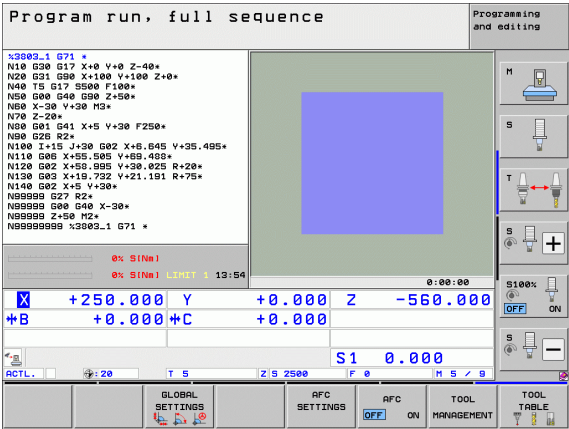 Program run, full sequence
Programming
and editing
%3803_1 G71 *
N10 G30 G17 X+0 Y+0 Z-40*
N20 G31 G90 X+100 Y+100 Z+0*
N40 T5 G17 S500 F100*
N50 G00 G40 G90 Z+50*
N60 X-30 Y+30 M3*
N70 Z-20*
N80 G01 G41 X+5 Y+30 F250*
N90 G26 R2*
N100 I+15 J+30 G02 X+6.645 Y+35.495*
N110 G06 X+55.505 Y+69.488*
N120 G02 X+58.995 Y+30.025 R+20*
N130 G03 X+19.732 Y+21.191 R+75*
N140 G02 X+5 Y+30*
N99999 G27 R2*
N99999 G00 G40 X-30*
N99999 Z+50 M2*
N99999999 %3803_1 G71 *
0% S[Nm]
0% S[Nm] LIMIT 1 13:54
0:00:00
X +250.000 Y +0.000 Z -560.000
B +0.000 C +0.000
S1 0.000
ACTL. :20 T 5 Z S 2500 F 0 M 5 / 9
M
S
T
S
+
S100%
OFF ON
S
−
GLOBAL
SETTINGS
AFC
SETTINGS
AFC
OFF ON
TOOL
MANAGEMENT
TOOL
TABLE